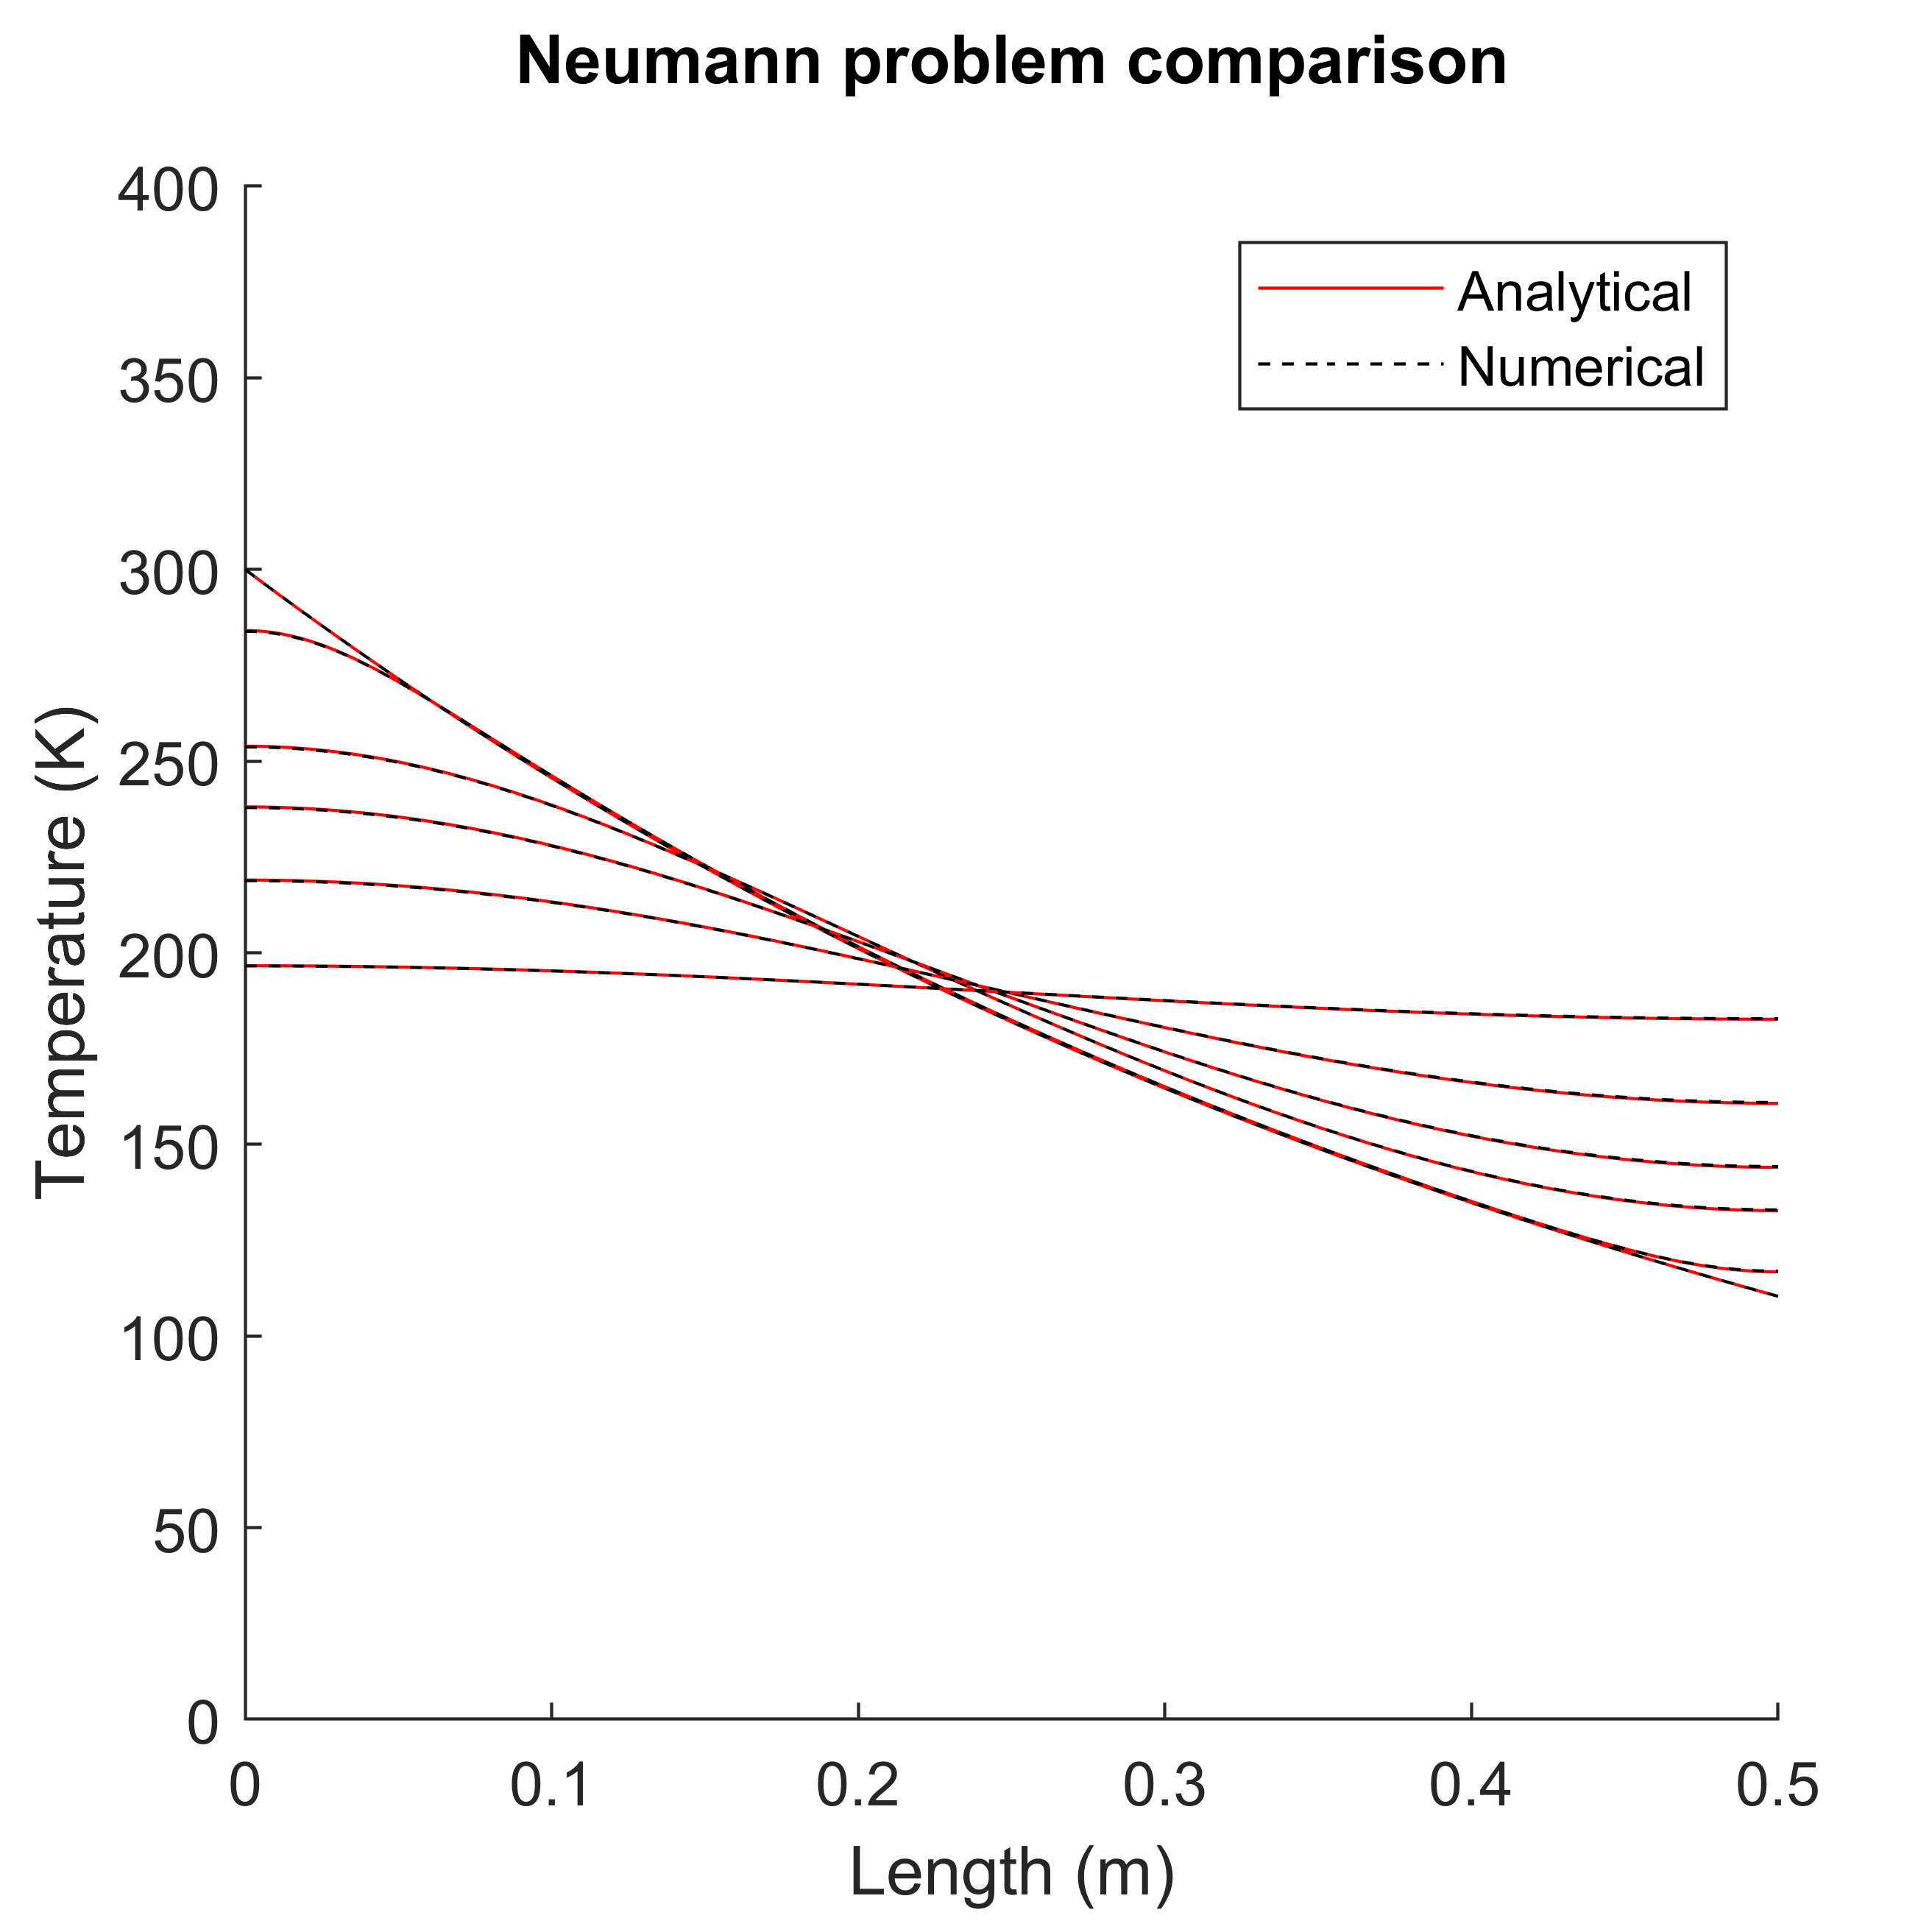 Neumann problem comparison
400
350
300
250
200
150
100
50
0
Temperature (K)
Analytical
Numerical
0 0.1 0.2 0.3 0.4 0.5
Length (m)